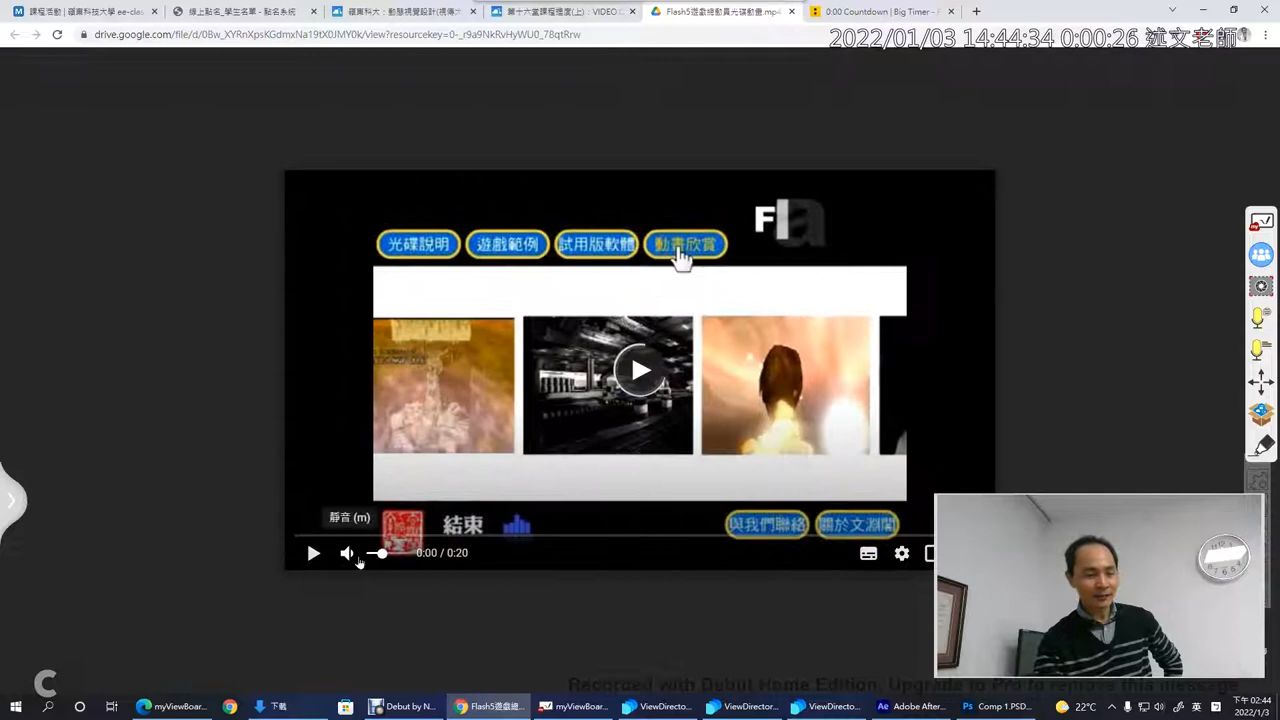 課程活動 | 嶺東科技大學 ee-clas
線上點名_學生名單 - 點名系統
嶺東科大：動態視覺設計(視傳
第十六堂課程進度(上)：VIDEO
Flash5遊戲總動員光碟動畫.mp4
0:00 Countdown | Big Timer - F
drive.google.com/file/d/0Bw_XYRnXpsKGdmxNa19tX0JMY0k/view?resourcekey=0-_r9a9NkRvHyWU0_78qtRrw
2022/01/03 14:44:34 0:00:26 述文老師
Fla
光碟說明
遊戲範例
試用版軟體
動畫欣賞
靜音 (m)
結束
與我們聯絡
關於文淵閣
0:00 / 0:20
Recorded with Debut Home Edition, Upgrade to Pro to remove this message
myViewBoar...
下載
Debut by N...
Flash5遊戲總...
myViewBoar...
ViewDirecto...
ViewDirecto...
ViewDirecto...
Adobe After...
Comp 1.PSD...
22°C
下午 02:44
2022/1/3